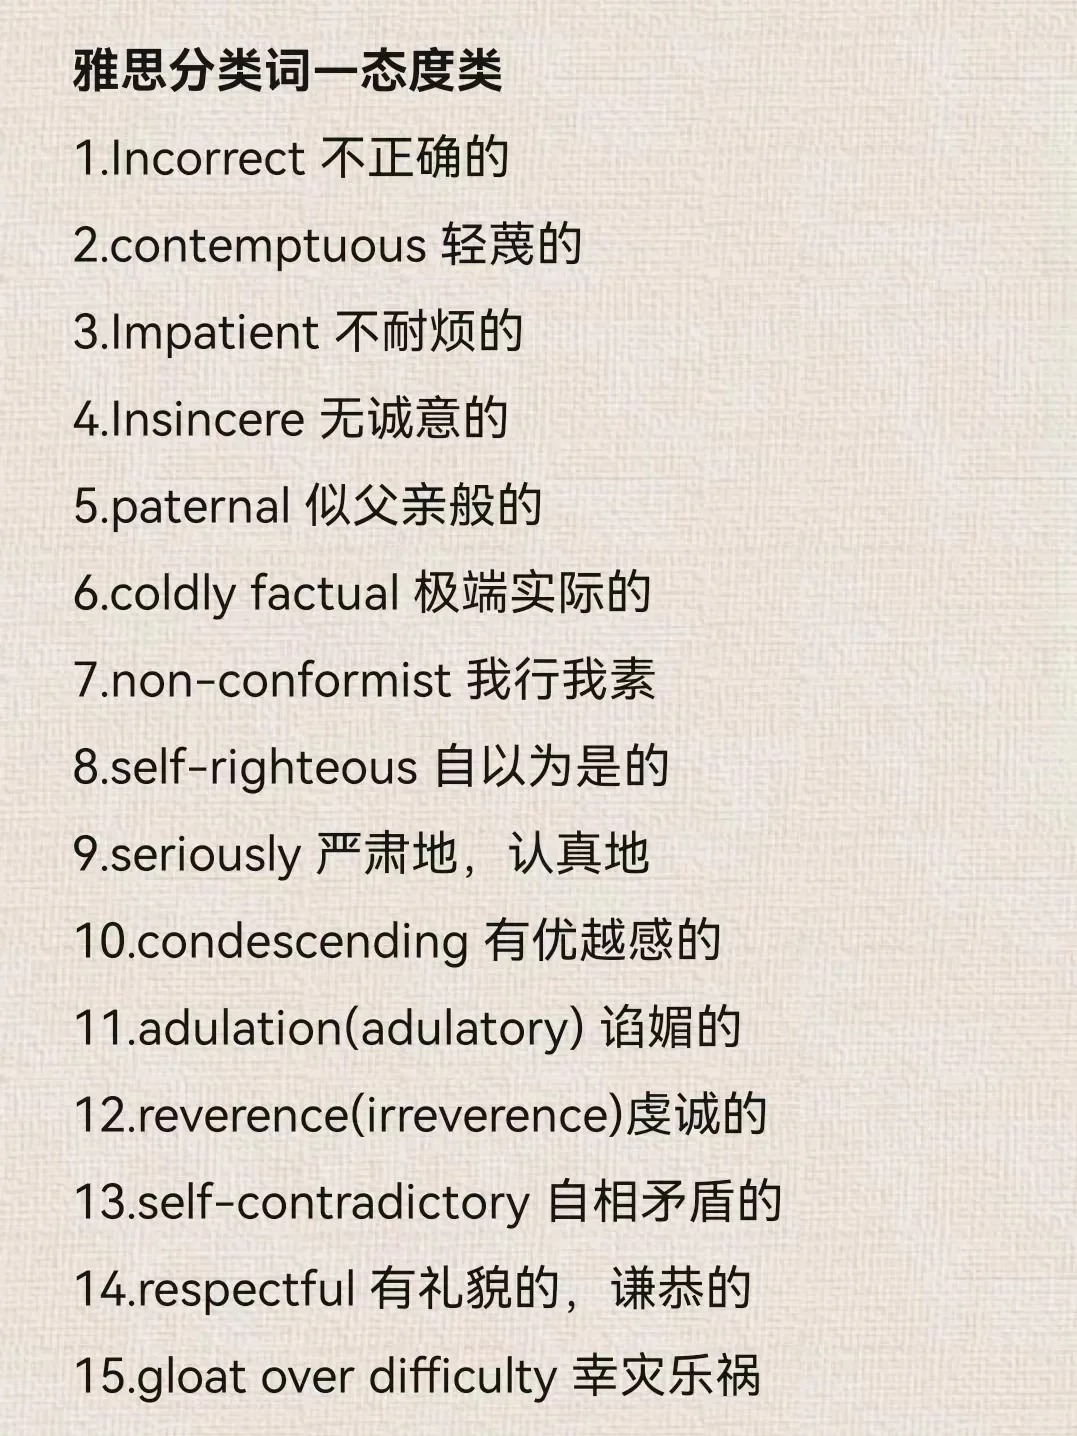 雅思分类词一态度类
1.Incorrect 不正确的
2.contemptuous 轻蔑的
3.Impatient 不耐烦的
4.Insincere 无诚意的
5.paternal 似父亲般的
6.coldly factual 极端实际的
7.non-conformist 我行我素
8.self-righteous 自以为是的
9.seriously 严肃地，认真地
10.condescending 有优越感的
11.adulation(adulatory) 谄媚的
12.reverence(irreverence)虔诚的
13.self-contradictory 自相矛盾的
14.respectful 有礼貌的，谦恭的
15.gloat over difficulty 幸灾乐祸